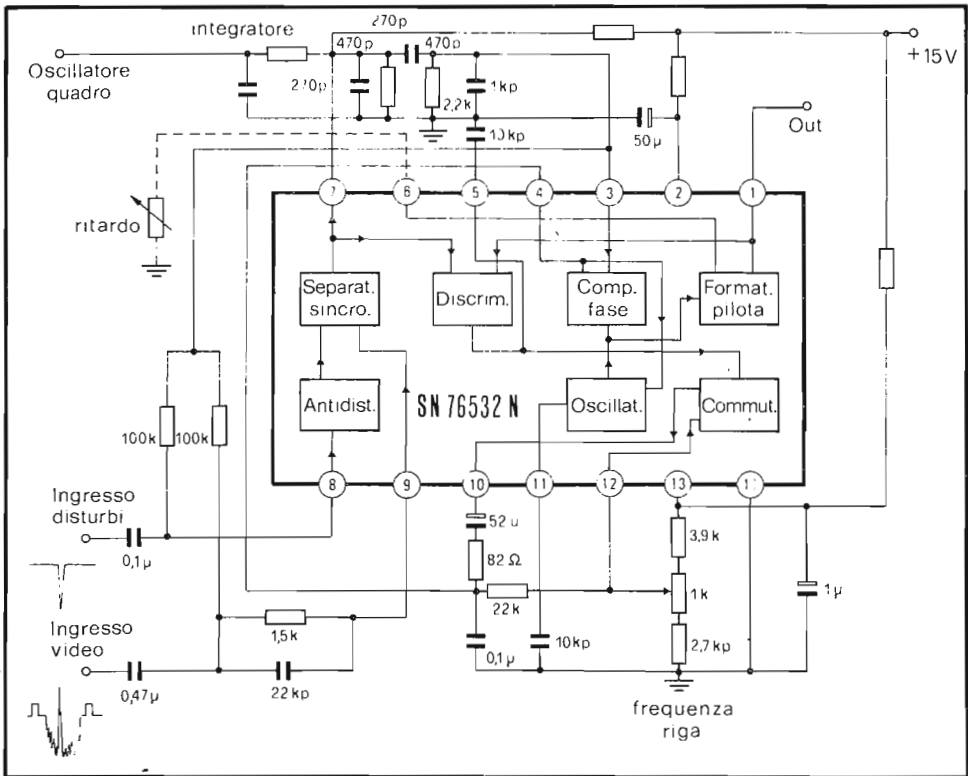 270p
integratore
470p
470p
+15V
Oscillatore
quadro
270p
2,2k
1kp
10kp
50µ
Out
7
6
5
4
3
2
1
ritardo
Separat.
sincro.
Discrim.
Comp.
fase
Format.
pilota
Antidist.
SN 76532 N
Oscillat.
Commut.
100k
100k
8
9
10
11
12
13
Ingresso
disturbi
0,1µ
52 u
82 Ω
22k
3,9 k
1k
1µ
Ingresso
video
1,5k
0,1µ
10kp
2,7kp
0,47µ
22kp
frequenza
riga